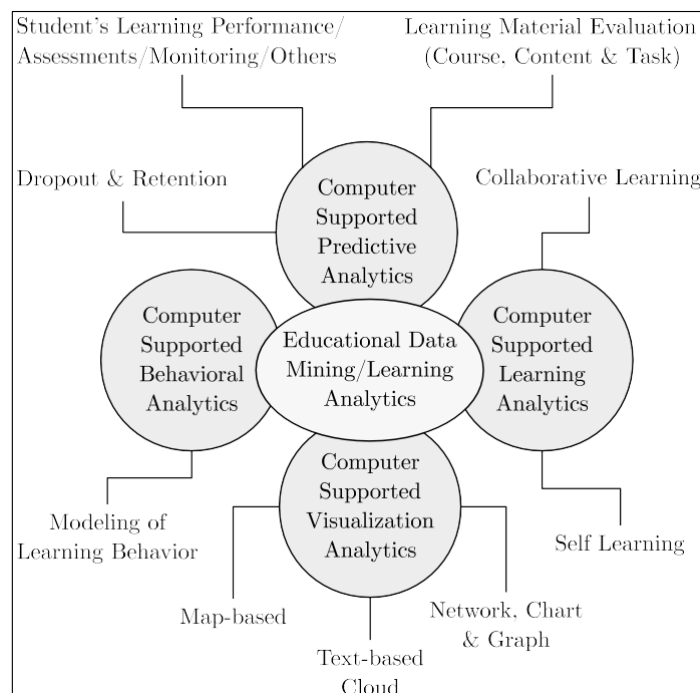 Student's Learning Performance/
Assessments/Monitoring/Others
Learning Material Evaluation
(Course, Content & Task)
Dropout & Retention
Collaborative Learning
Computer
Supported
Predictive
Analytics
Computer
Supported
Behavioral
Analytics
Educational Data
Mining/Learning
Analytics
Computer
Supported
Learning
Analytics
Computer
Supported
Visualization
Analytics
Modeling of
Learning Behavior
Self Learning
Map-based
Network, Chart
& Graph
Text-based
Cloud